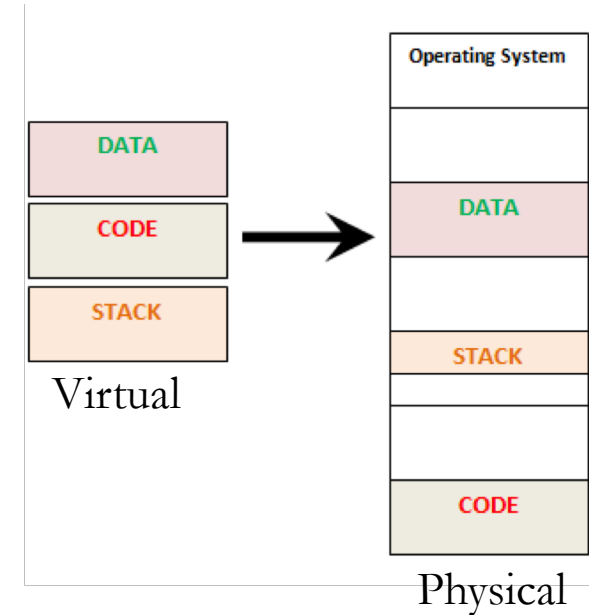 DATA
CODE
STACK
Virtual
Operating System
DATA
STACK
CODE
Physical